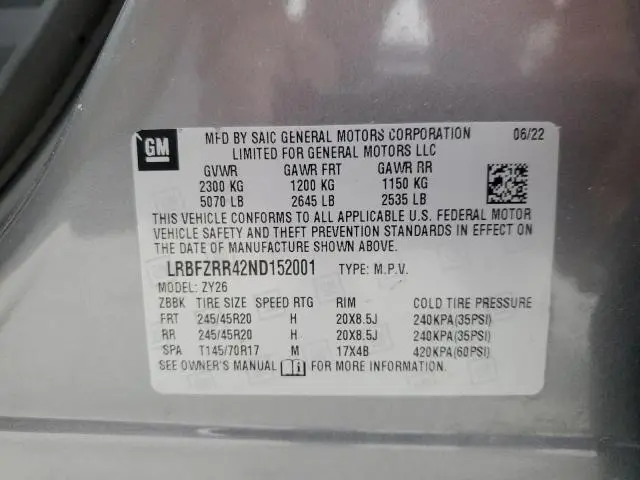 GM
MFD BY SAIC GENERAL MOTORS CORPORATION 06/22
LIMITED FOR GENERAL MOTORS LLC
GVWR GAWR FRT GAWR RR
2300 KG 1200 KG 1150 KG
5070 LB 2645 LB 2535 LB
THIS VEHICLE CONFORMS TO ALL APPLICABLE U.S. FEDERAL MOTOR
VEHICLE SAFETY AND THEFT PREVENTION STANDARDS IN EFFECT ON
THE DATE OF MANUFACTURE SHOWN ABOVE.
LRBFZRR42ND152001 TYPE: M.P.V.
MODEL: ZY26
ZBBK TIRE SIZE SPEED RTG RIM COLD TIRE PRESSURE
FRT 245/45R20 H 20X8.5J 240KPA(35PSI)
RR 245/45R20 H 20X8.5J 240KPA(35PSI)
SPA T145/70R17 M 17X4B 420KPA(60PSI)
SEE OWNER'S MANUAL FOR MORE INFORMATION.